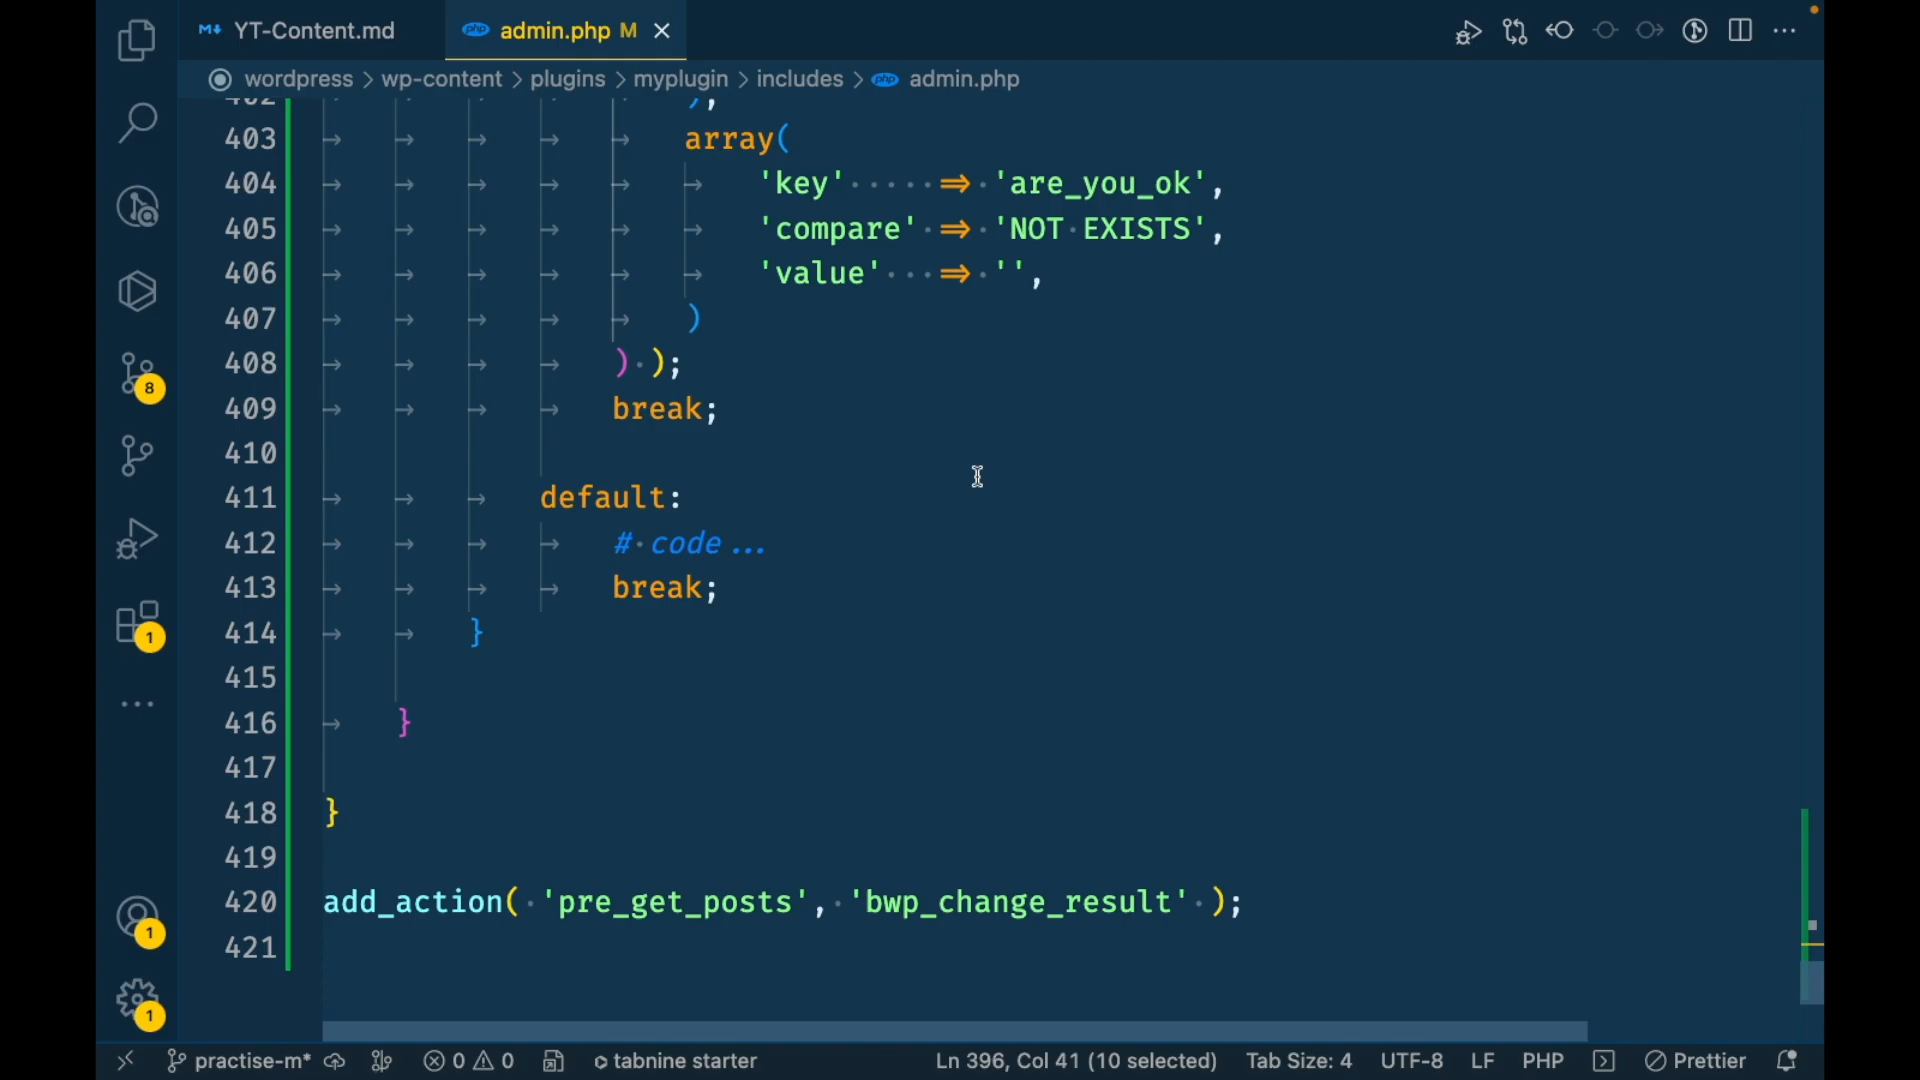 YT-Content.md
admin.php M
wordpress > wp-content > plugins > myplugin > includes > admin.php
402 ),
403 array(
404 'key' => 'are_you_ok',
405 'compare' => 'NOT EXISTS',
406 'value' => '',
407 )
408 ) );
409 break;
410
411 default:
412 # code ...
413 break;
414 }
415
416 }
417
418 }
419
420 add_action( 'pre_get_posts', 'bwp_change_result' );
421
8
1
1
1
practise-m* 0 0 tabnine starter Ln 396, Col 41 (10 selected) Tab Size: 4 UTF-8 LF PHP Prettier